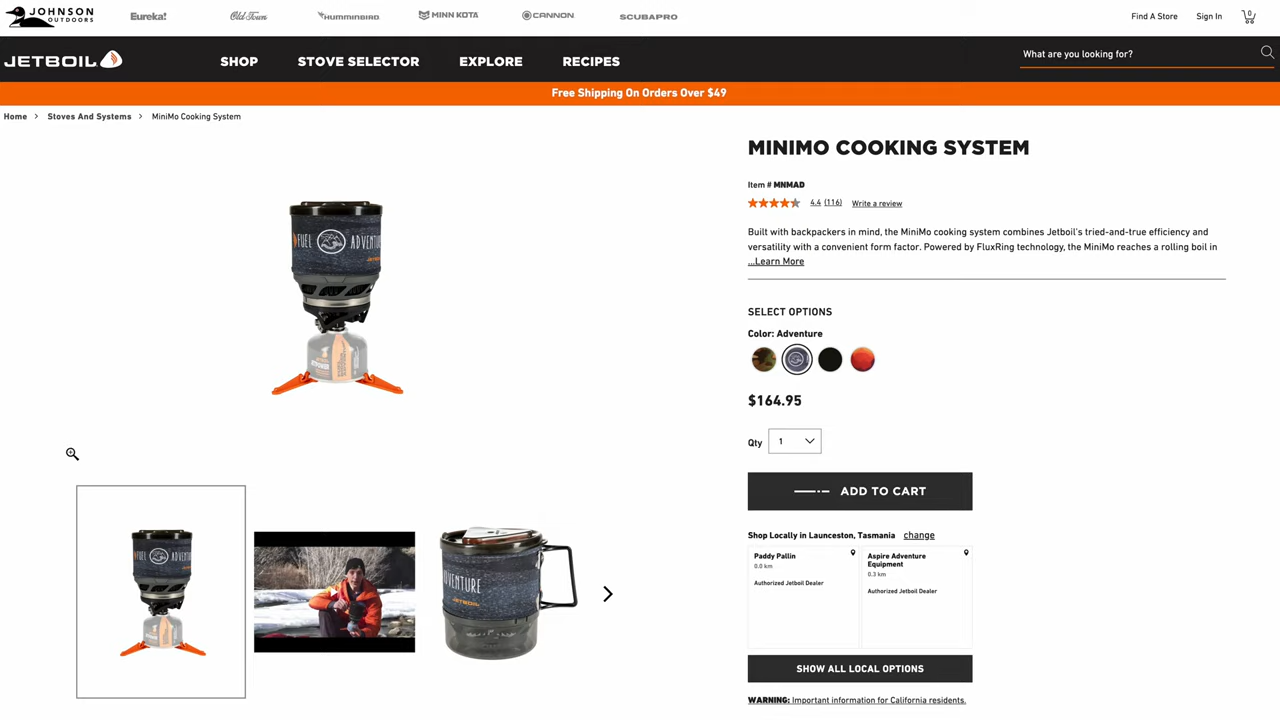 JOHNSON
OUTDOORS
Eureka!
Old Town
HUMMINBIRD
MINN KOTA
CANNON
SCUBAPRO
Find A Store
Sign In
0
JETBOIL
SHOP
STOVE SELECTOR
EXPLORE
RECIPES
What are you looking for?
Free Shipping On Orders Over $49
Home > Stoves And Systems > MiniMo Cooking System
MINIMO COOKING SYSTEM
Item # MNMAD
4.4 (116) Write a review
Built with backpackers in mind, the MiniMo cooking system combines Jetboil's tried-and-true efficiency and
versatility with a convenient form factor. Powered by FluxRing technology, the MiniMo reaches a rolling boil in
...Learn More
FUEL ADVENTURE
SELECT OPTIONS
Color: Adventure
$164.95
Qty 1
ADD TO CART
Shop Locally in Launceston, Tasmania change
Paddy Pallin
0.0 km
Authorized Jetboil Dealer
Aspire Adventure
Equipment
0.3 km
Authorized Jetboil Dealer
FUEL ADVENTURE
ADVENTURE
JETBOIL
SHOW ALL LOCAL OPTIONS
WARNING: Important information for California residents.